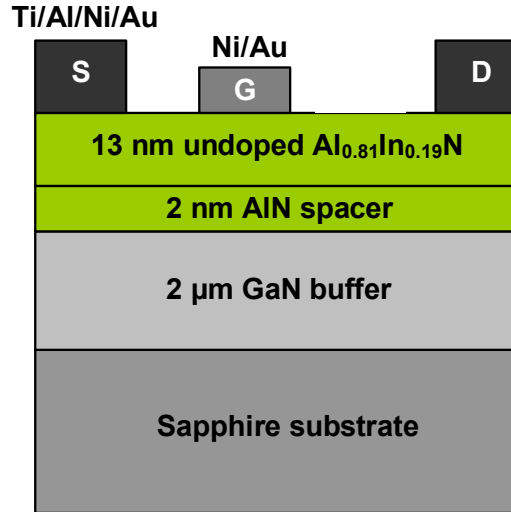 Ti/Al/Ni/Au
Ni/Au
S
G
D
13 nm undoped Al₀.₈₁In₀.₁₉N
2 nm AlN spacer
2 µm GaN buffer
Sapphire substrate